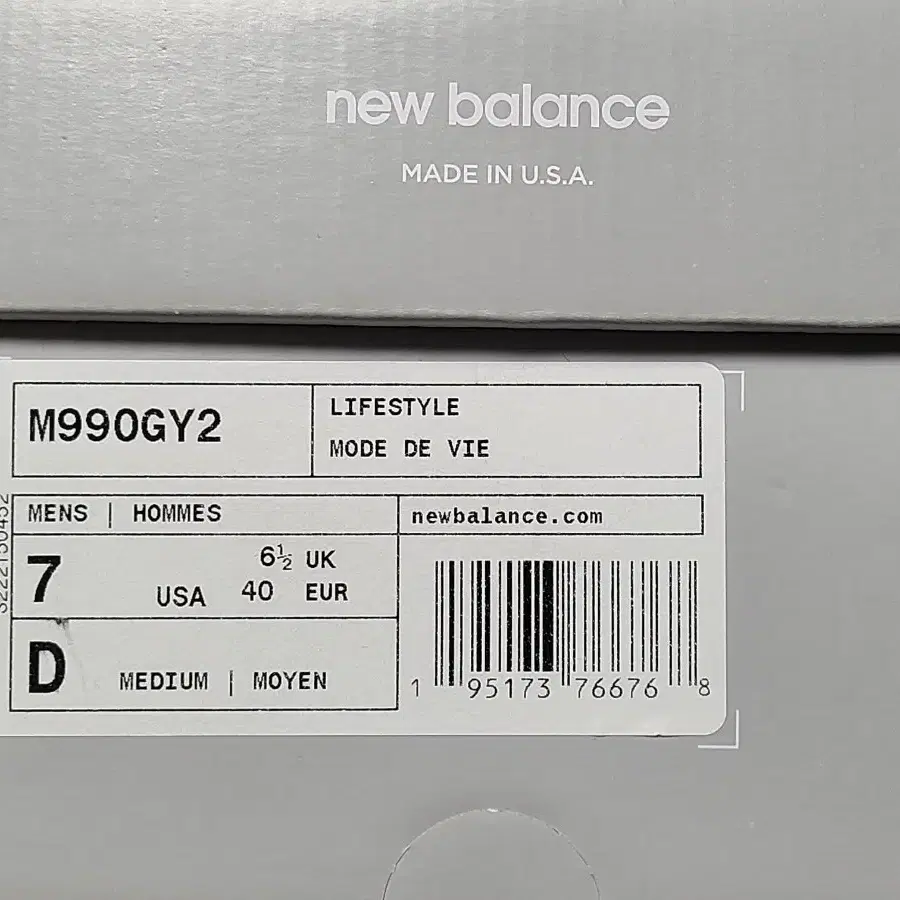 new balance
MADE IN U.S.A.
M990GY2
LIFESTYLE
MODE DE VIE
MENS | HOMMES
newbalance.com
7
6½ UK
USA 40 EUR
D
MEDIUM | MOYEN
1 95173 76676 8